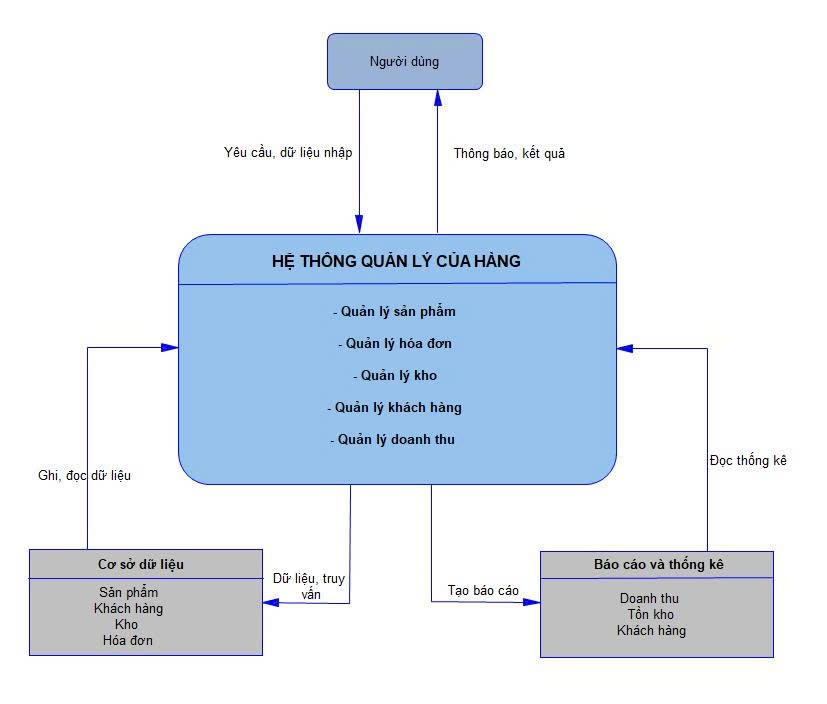 Người dùng
Yêu cầu, dữ liệu nhập
Thông báo, kết quả
HỆ THỐNG QUẢN LÝ CỦA HÀNG
- Quản lý sản phẩm
- Quản lý hóa đơn
- Quản lý kho
- Quản lý khách hàng
- Quản lý doanh thu
Ghi, đọc dữ liệu
Đọc thống kê
Cơ sở dữ liệu
Sản phẩm
Khách hàng
Kho
Hóa đơn
Dữ liệu, truy
vấn
Tạo báo cáo
Báo cáo và thống kê
Doanh thu
Tồn kho
Khách hàng